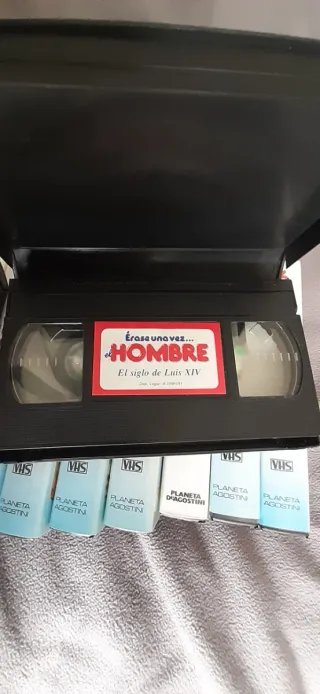 Érase una vez...
el HOMBRE
El siglo de Luis XIV
VHS
VHS
VHS
VHS
VHS
PLANETA
AGOSTINI
PLANETA
AGOSTINI
PLANETA
AGOSTINI
PLANETA
DeAGOSTINI
PLANETA
AGOSTINI
PLANETA
AGOSTINI